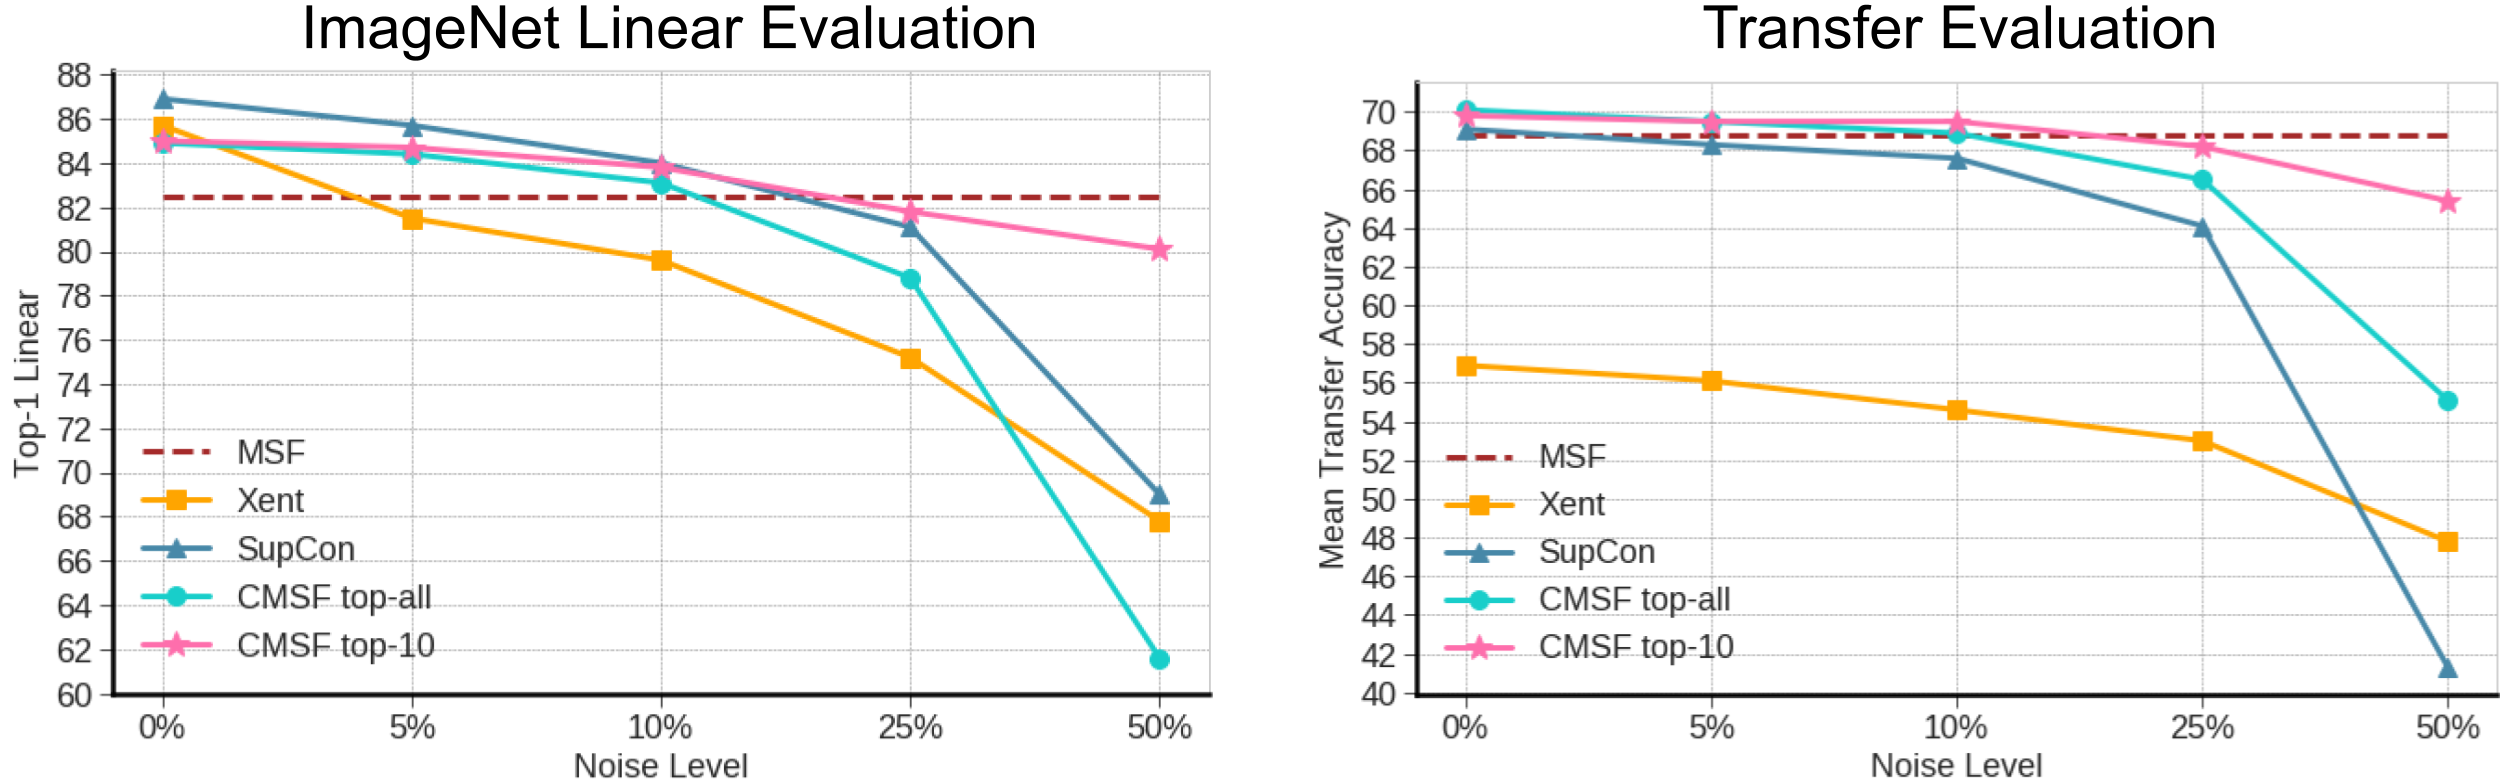 ImageNet Linear Evaluation
Top-1 Linear
88
86
84
82
80
78
76
74
72
70
68
66
64
62
60
MSF
Xent
SupCon
CMSF top-all
CMSF top-10
0% 5% 10% 25% 50%
Noise Level
Transfer Evaluation
Mean Transfer Accuracy
70
68
66
64
62
60
58
56
54
52
50
48
46
44
42
40
MSF
Xent
SupCon
CMSF top-all
CMSF top-10
0% 5% 10% 25% 50%
Noise Level